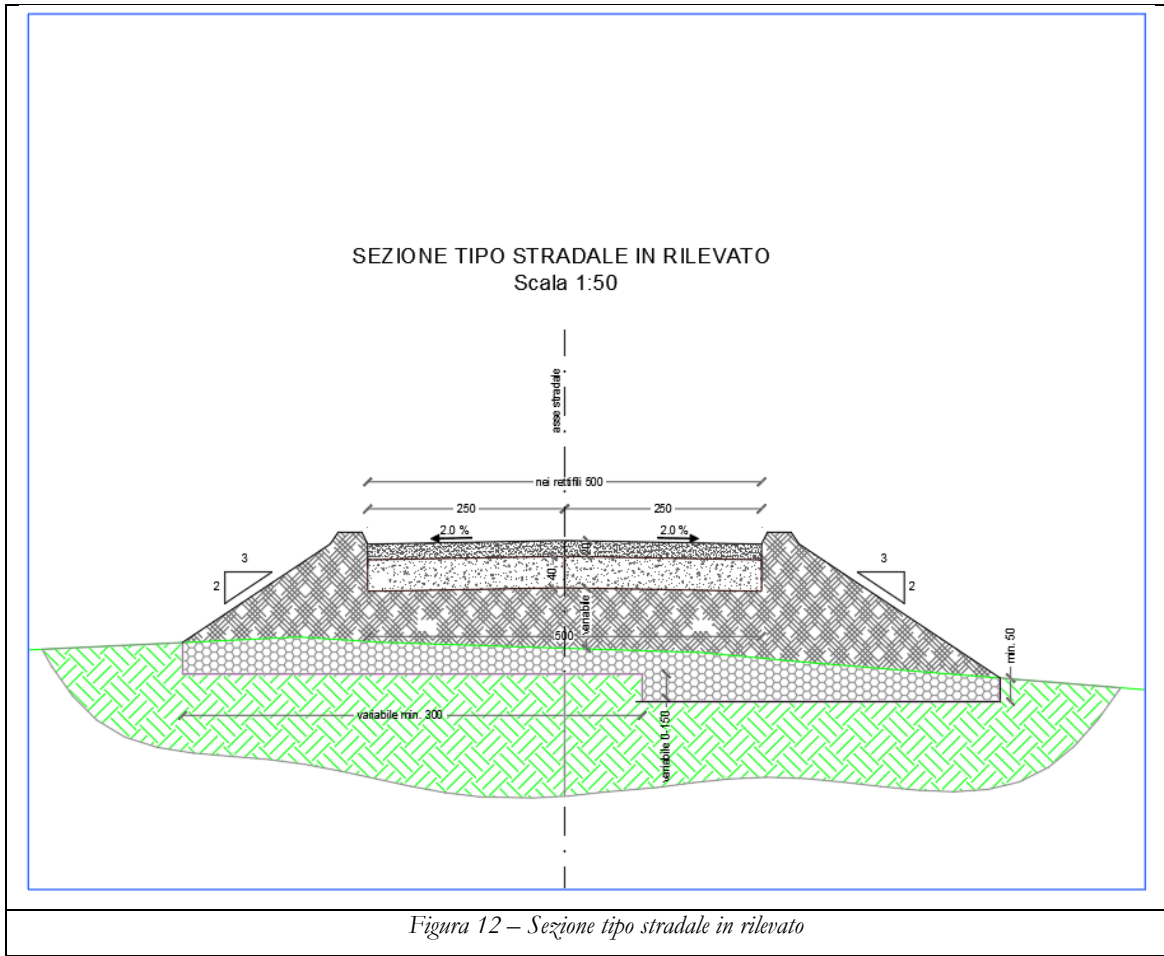 SEZIONE TIPO STRADALE IN RILEVATO
Scala 1:50
asse stradale
nei rettifili 500
250
250
2.0 %
2.0 %
3
2
3
2
20
40
variabile
500
min. 50
variabile min. 300
variabile 0-150
Figura 12 – Sezione tipo stradale in rilevato